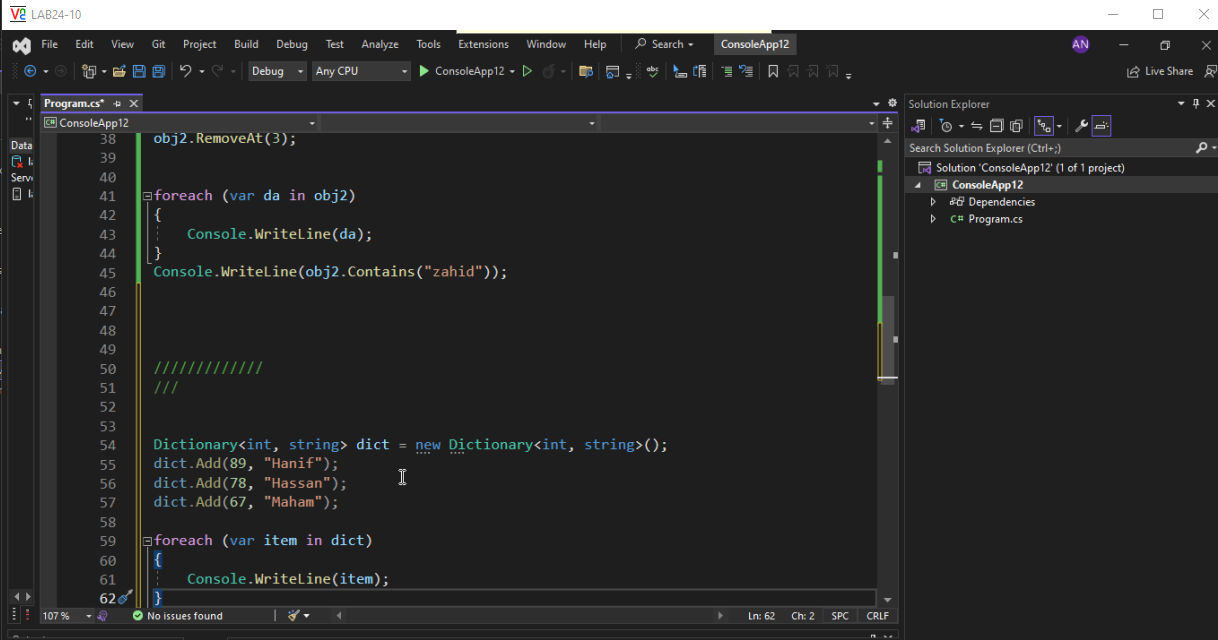 LAB24-10
File Edit View Git Project Build Debug Test Analyze Tools Extensions Window Help Search ConsoleApp12 AN
Debug Any CPU ConsoleApp12 Live Share
Program.cs*
ConsoleApp12
Data
Serv
38 obj2.RemoveAt(3);
39
40
41 foreach (var da in obj2)
42 {
43 Console.WriteLine(da);
44 }
45 Console.WriteLine(obj2.Contains("zahid"));
46
47
48
49
50 /////////////
51 ///
52
53
54 Dictionary<int, string> dict = new Dictionary<int, string>();
55 dict.Add(89, "Hanif");
56 dict.Add(78, "Hassan");
57 dict.Add(67, "Maham");
58
59 foreach (var item in dict)
60 {
61 Console.WriteLine(item);
62 }
107 % No issues found Ln: 62 Ch: 2 SPC CRLF
Solution Explorer
Search Solution Explorer (Ctrl+;)
Solution 'ConsoleApp12' (1 of 1 project)
C# ConsoleApp12
Dependencies
C# Program.cs